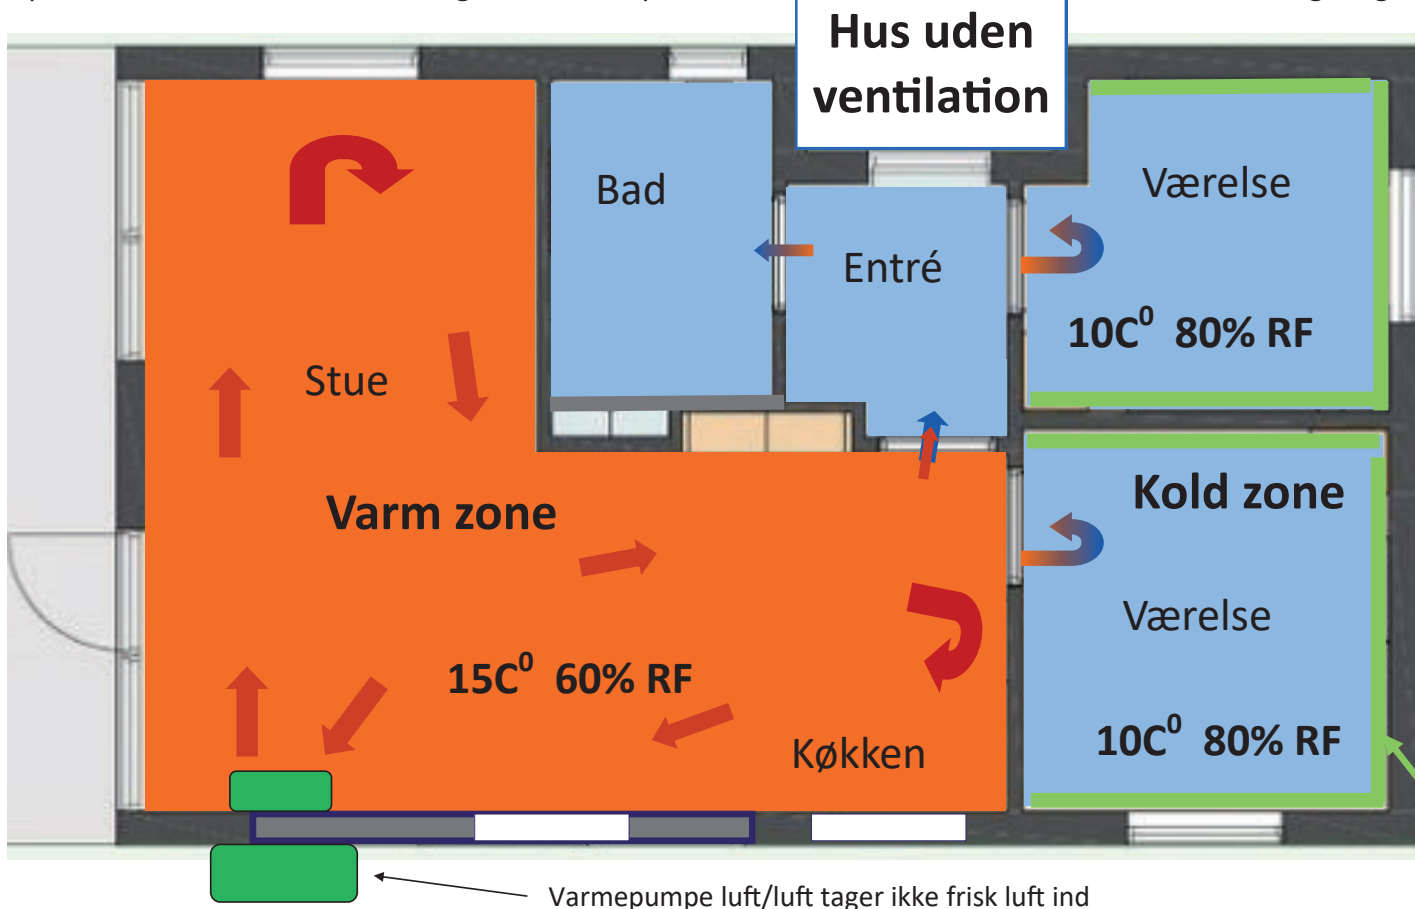 Hus uden
ventilation
Bad
Værelse
Entré
10C⁰ 80% RF
Stue
Kold zone
Varm zone
Værelse
15C⁰ 60% RF
10C⁰ 80% RF
Køkken
Varmepumpe luft/luft tager ikke frisk luft ind